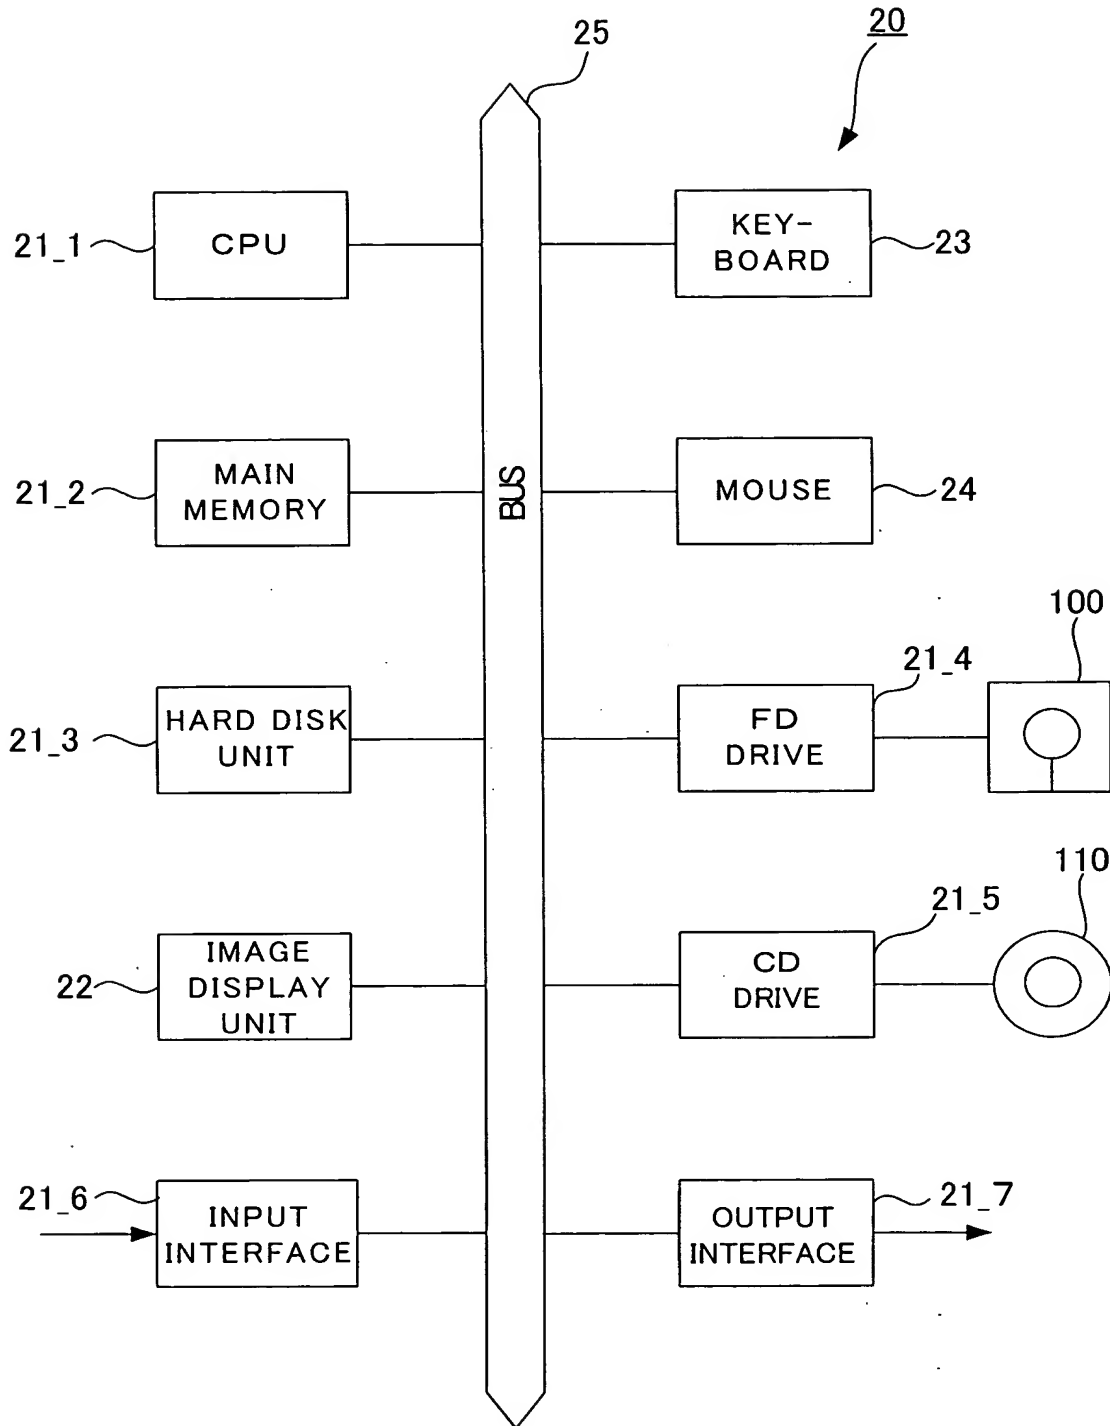 25
20
21_1
CPU
KEY-
BOARD
23
21_2
MAIN
MEMORY
BUS
MOUSE
24
100
21_4
21_3
HARD DISK
UNIT
FD
DRIVE
110
21_5
22
IMAGE
DISPLAY
UNIT
CD
DRIVE
21_6
INPUT
INTERFACE
OUTPUT
INTERFACE
21_7